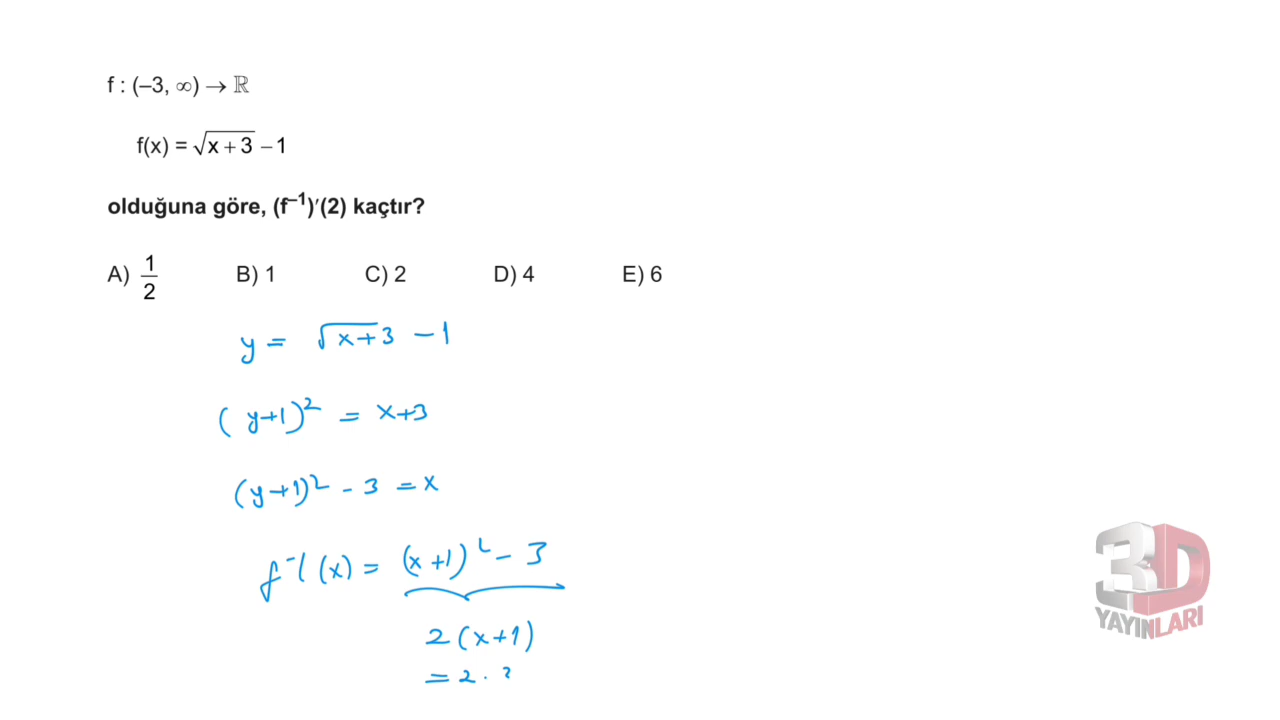 f : (–3, ∞) → ℝ
f(x) = √(x + 3) – 1
olduğuna göre, (f⁻¹)′(2) kaçtır?
A) 1/2 B) 1 C) 2 D) 4 E) 6
y = √(x+3) – 1
(y+1)² = x+3
(y+1)² - 3 = x
f⁻¹(x) = (x+1)² - 3
2(x+1)
= 2 .
3D
YAYINLARI